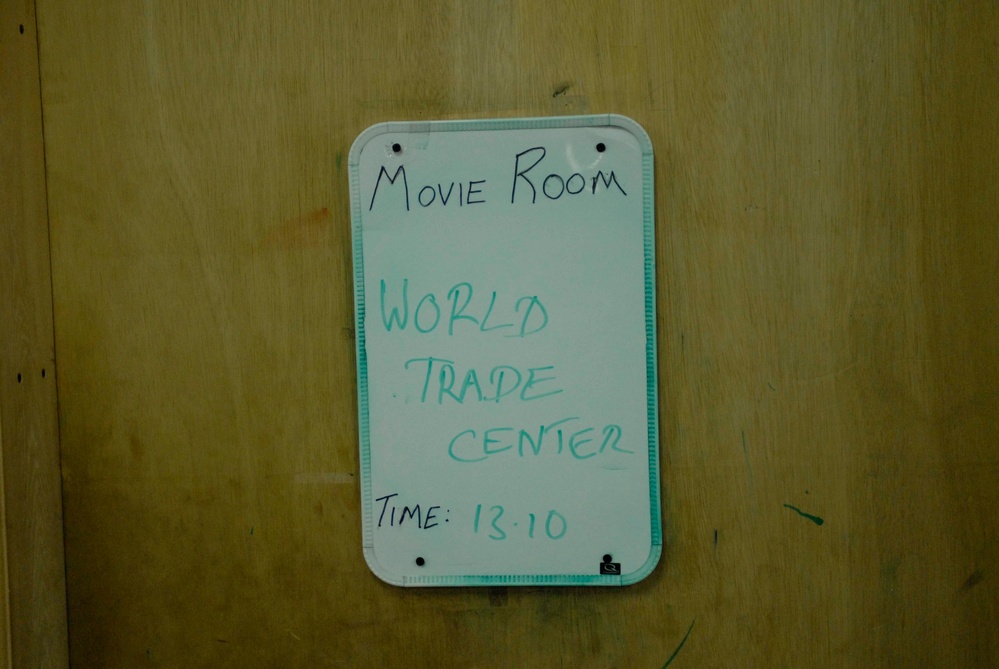 MOVIE ROOM
WORLD
TRADE
CENTER
TIME: 13.10